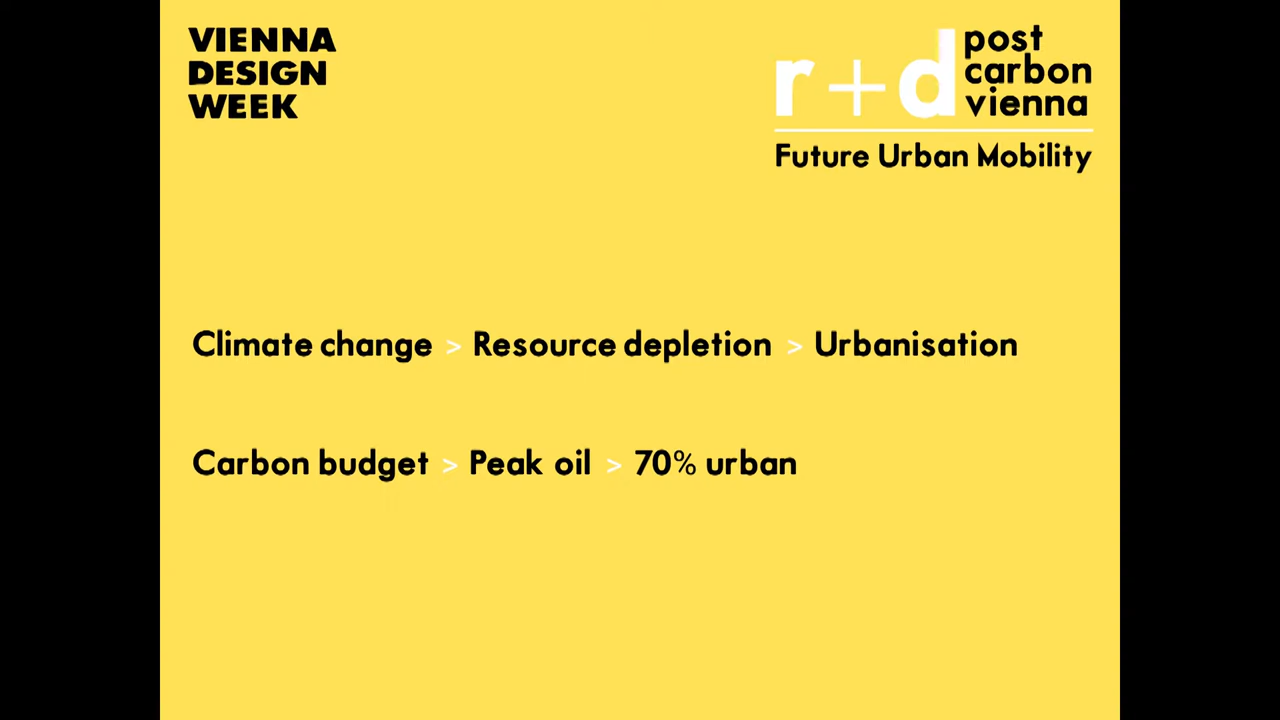 VIENNA
DESIGN
WEEK
r+d post
carbon
vienna
Future Urban Mobility
Climate change > Resource depletion > Urbanisation
Carbon budget > Peak oil > 70% urban